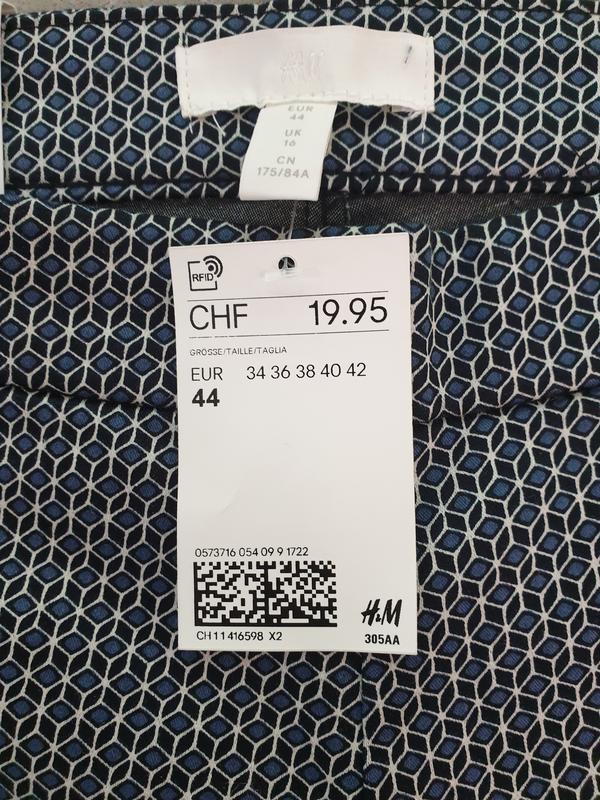 H&M
EUR
44
UK
16
CN
175/84A
RFID
CHF 19.95
GRÖSSE/TAILLE/TAGLIA
EUR 34 36 38 40 42
44
0573716 054 09 9 1722
H&M
CH11416598 X2
305AA